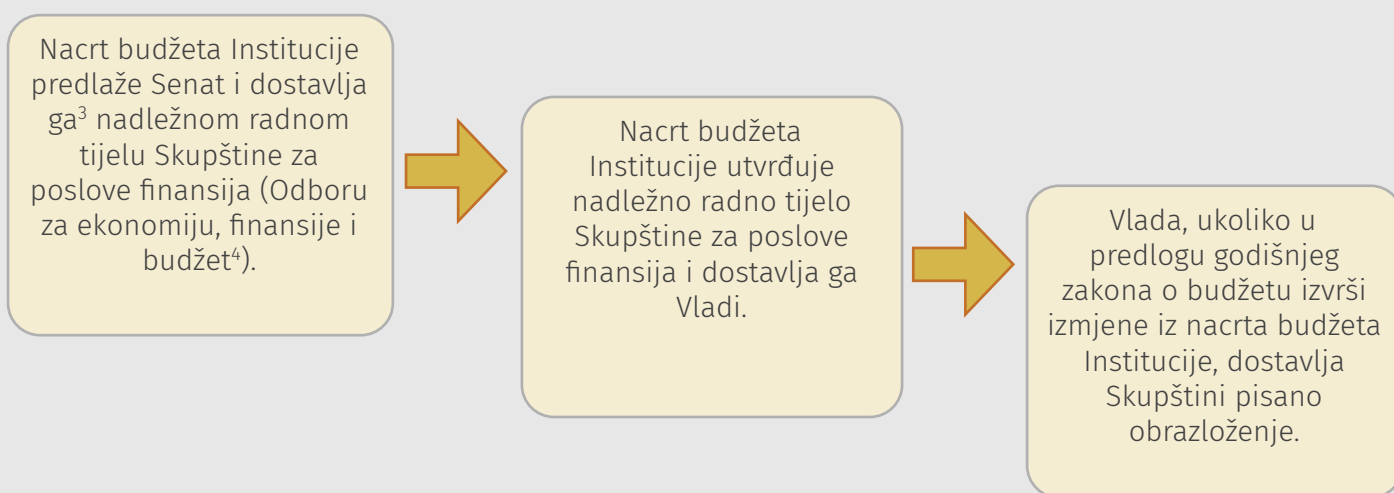 Nacrt budžeta Institucije
predlaže Senat i dostavlja
ga³ nadležnom radnom
tijelu Skupštine za
poslove finansija (Odboru
za ekonomiju, finansije i
budžet⁴).
Nacrt budžeta
Institucije utvrđuje
nadležno radno tijelo
Skupštine za poslove
finansija i dostavlja ga
Vladi.
Vlada, ukoliko u
predlogu godišnjeg
zakona o budžetu izvrši
izmjene iz nacrta budžeta
Institucije, dostavlja
Skupštini pisano
obrazloženje.